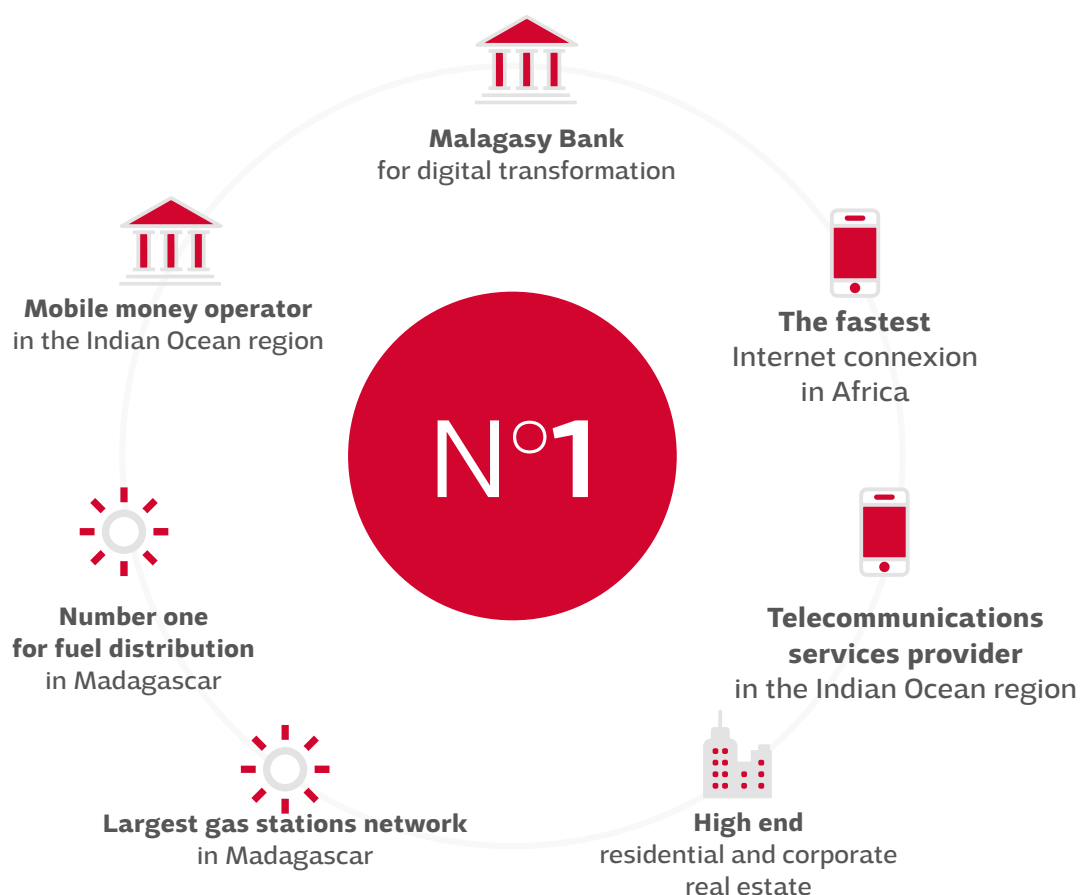 Malagasy Bank
for digital transformation
Mobile money operator
in the Indian Ocean region
The fastest
Internet connexion
in Africa
N°1
Number one
for fuel distribution
in Madagascar
Telecommunications
services provider
in the Indian Ocean region
Largest gas stations network
in Madagascar
High end
residential and corporate
real estate